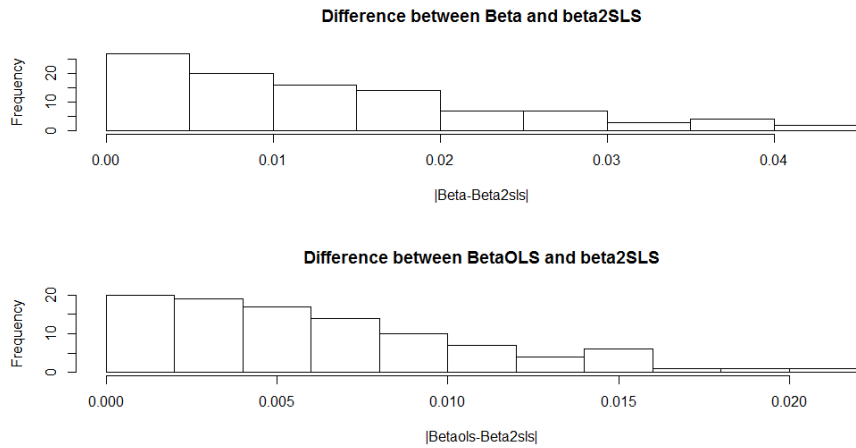 Difference between Beta and beta2SLS
Frequency
0 10 20
0.00 0.01 0.02 0.03 0.04
|Beta-Beta2sls|
Difference between BetaOLS and beta2SLS
Frequency
0 10 20
0.000 0.005 0.010 0.015 0.020
|Betaols-Beta2sls|